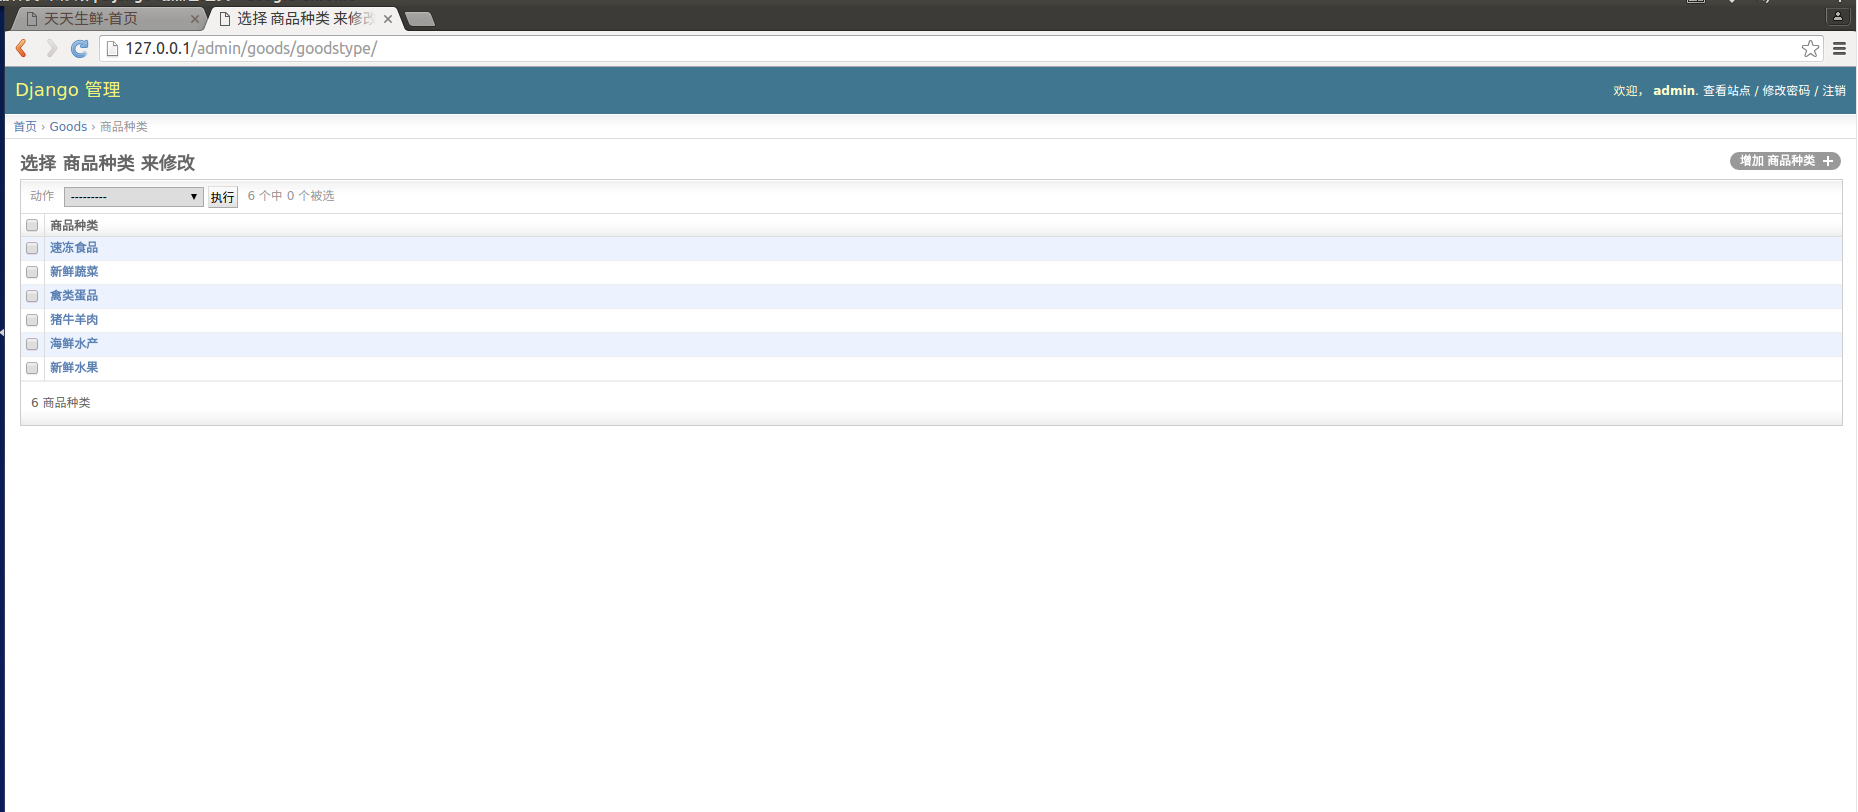 天天生鲜-首页
选择 商品种类 来修改
127.0.0.1/admin/goods/goodstype/
Django 管理
欢迎， admin. 查看站点 / 修改密码 / 注销
首页 › Goods › 商品种类
选择 商品种类 来修改
增加 商品种类 +
动作 --------- 执行 6 个中 0 个被选
商品种类
速冻食品
新鲜蔬菜
禽类蛋品
猪牛羊肉
海鲜水产
新鲜水果
6 商品种类